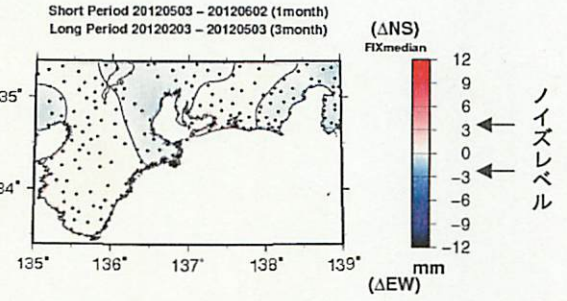 Short Period 20120503 – 20120602 (1month)
Long Period 20120203 – 20120503 (3month)
(ΔNS)
FIXmedian
12
9
6
3
0
−3
−6
−9
−12
mm
(ΔEW)
ノイズレベル
35°
34°
135° 136° 137° 138° 139°